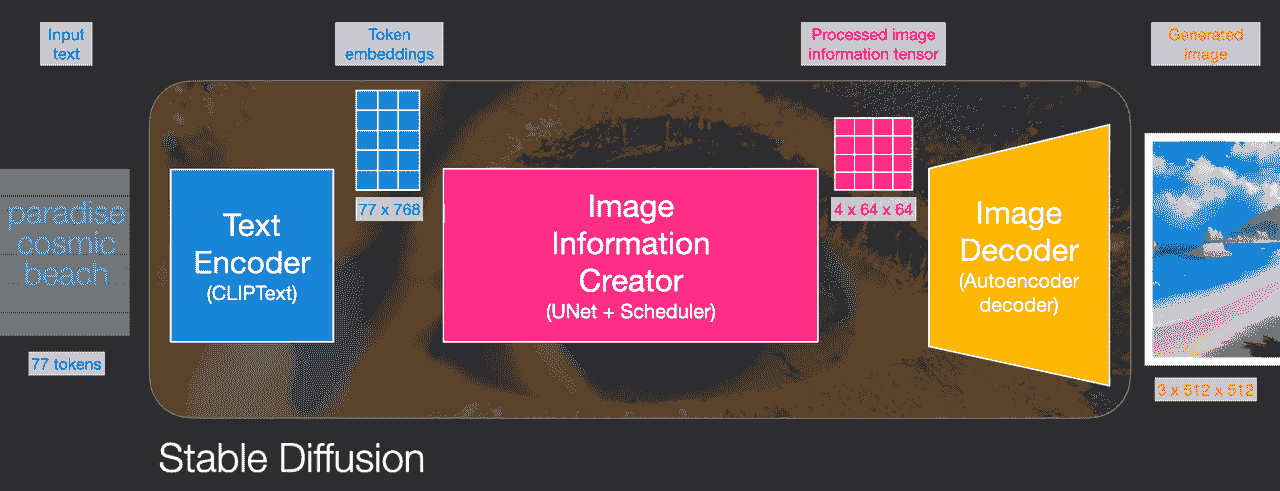 Input
text
Token
embeddings
Processed image
information tensor
Generated
image
paradise
cosmic
beach
77 tokens
Text
Encoder
(CLIPText)
77 x 768
Image
Information
Creator
(UNet + Scheduler)
4 x 64 x 64
Image
Decoder
(Autoencoder
decoder)
3 x 512 x 512
Stable Diffusion